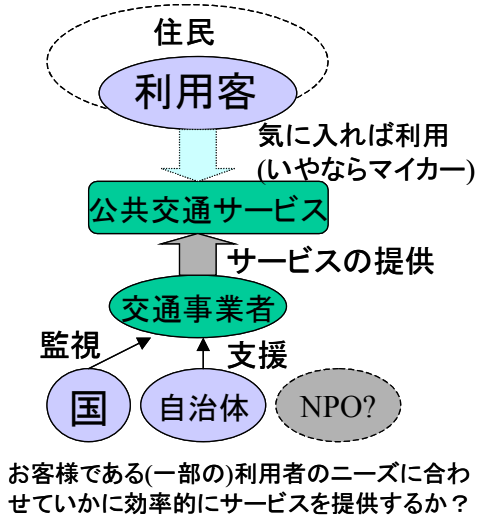 住民
利用客
気に入れば利用
(いやならマイカー)
公共交通サービス
サービスの提供
交通事業者
監視
支援
国
自治体
NPO?
お客様である(一部の)利用者のニーズに合わ
せていかに効率的にサービスを提供するか？